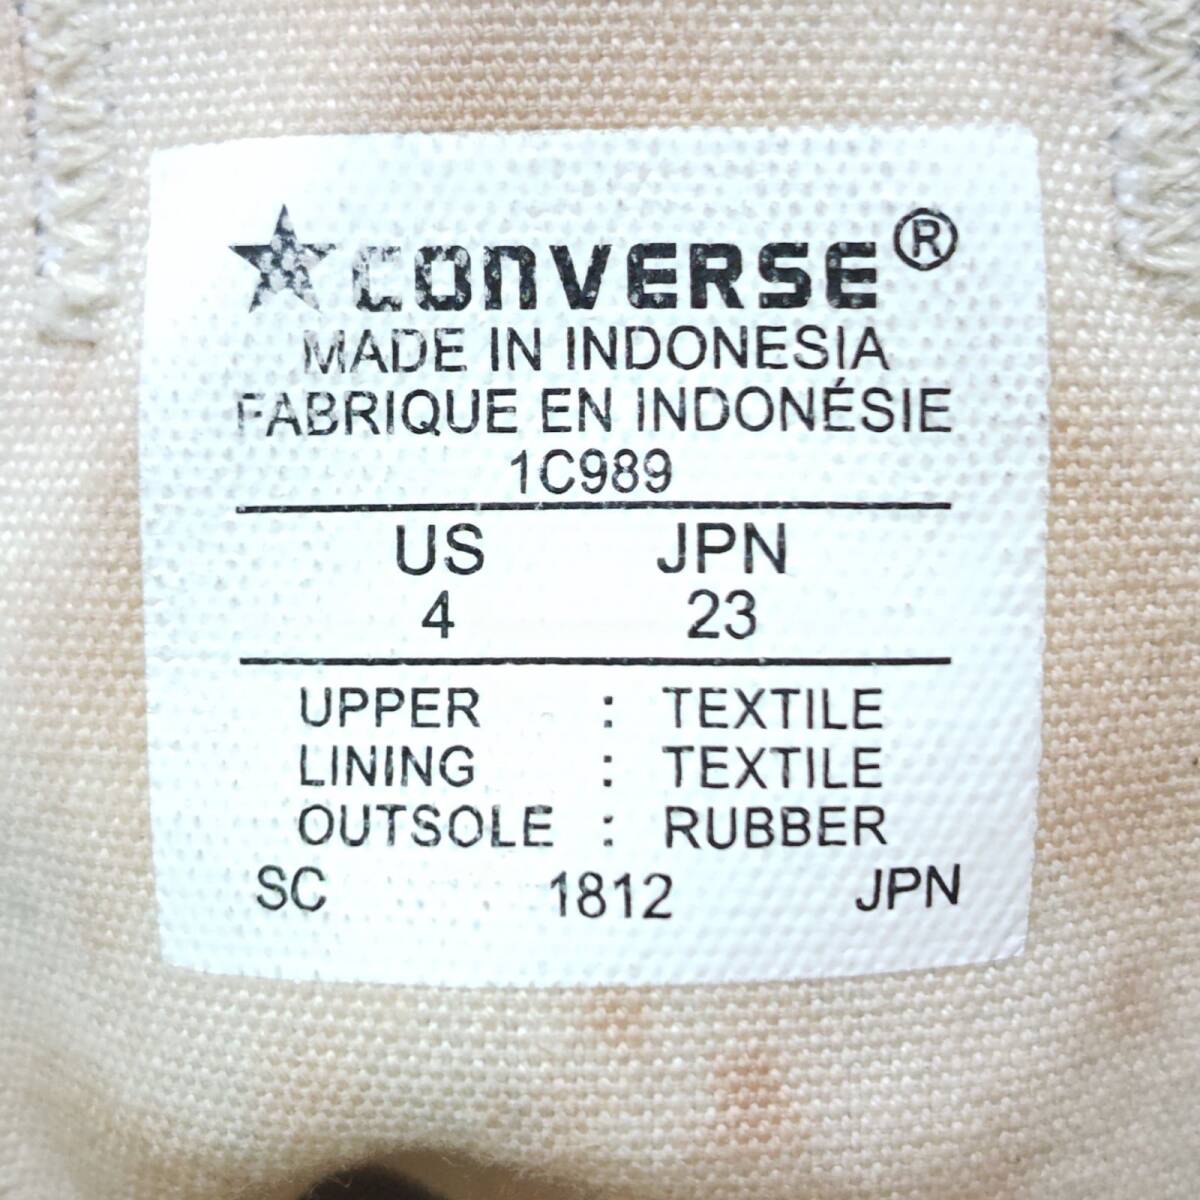 CONVERSE®
MADE IN INDONESIA
FABRIQUE EN INDONÉSIE
1C989
US JPN
4 23
UPPER : TEXTILE
LINING : TEXTILE
OUTSOLE : RUBBER
SC 1812 JPN